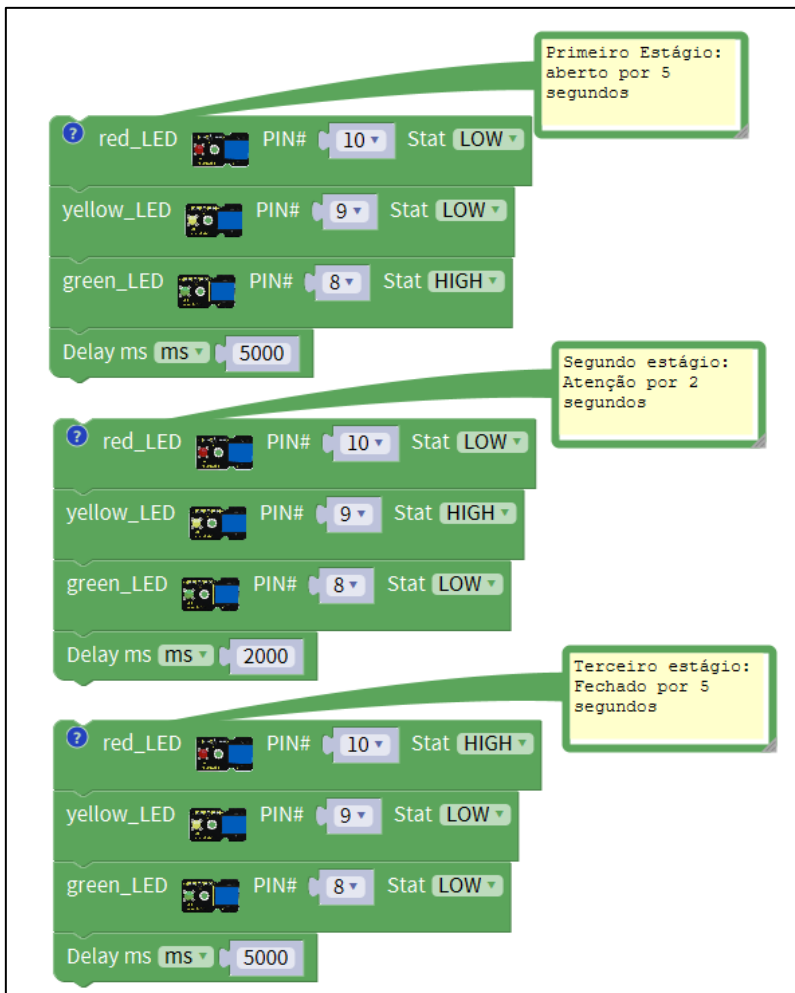 Primeiro Estágio:
aberto por 5
segundos
? red_LED PIN# 10 Stat LOW
yellow_LED PIN# 9 Stat LOW
green_LED PIN# 8 Stat HIGH
Delay ms ms 5000
Segundo estágio:
Atenção por 2
segundos
? red_LED PIN# 10 Stat LOW
yellow_LED PIN# 9 Stat HIGH
green_LED PIN# 8 Stat LOW
Delay ms ms 2000
Terceiro estágio:
Fechado por 5
segundos
? red_LED PIN# 10 Stat HIGH
yellow_LED PIN# 9 Stat LOW
green_LED PIN# 8 Stat LOW
Delay ms ms 5000